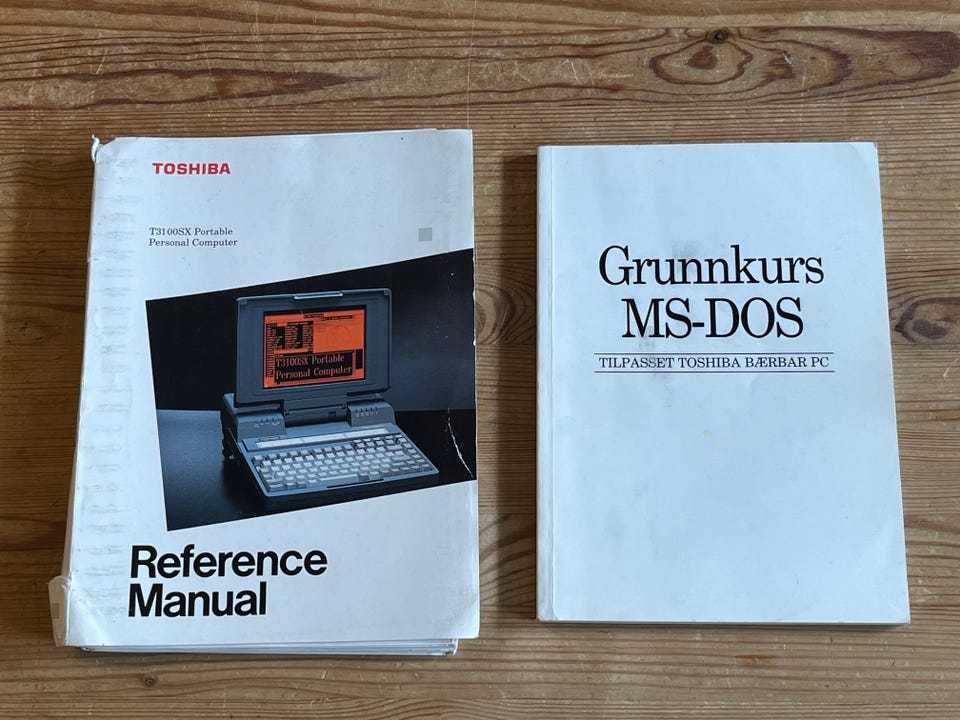 TOSHIBA
T3100SX Portable
Personal Computer
T3100SX Portable
Personal Computer
Reference
Manual
Grunnkurs
MS-DOS
TILPASSET TOSHIBA BÆRBAR PC